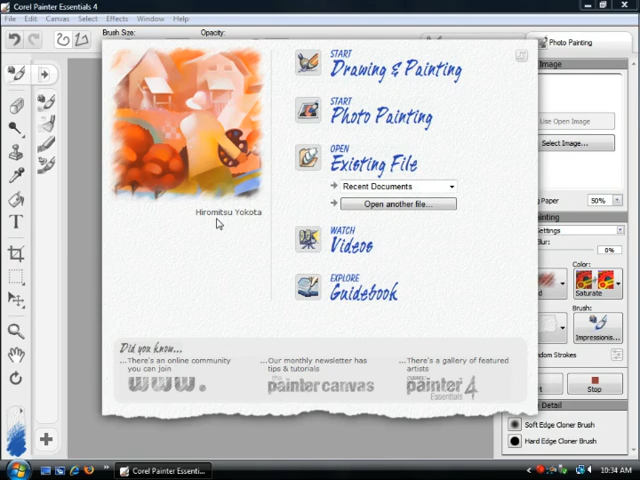 Corel Painter Essentials 4
File Edit Canvas Select Effects Window Help
Brush Size:
Opacity:
Photo Painting
Image
Use Open Image
Select Image...
Paper
50%
Settings
0%
Color:
Saturate
Brush:
Impressionis...
Random Strokes
Stop
Detail
Soft Edge Cloner Brush
Hard Edge Cloner Brush
Hiromitsu Yokota
START
Drawing & Painting
START
Photo Painting
OPEN
Existing File
Recent Documents
Open another file...
WATCH
Videos
EXPLORE
Guidebook
Did you know...
...There's an online community
you can join
www.
...Our monthly newsletter has
tips & tutorials
painter canvas
...There's a gallery of featured
artists
painter 4
Essentials
T
Corel Painter Essenti...
10:34 AM